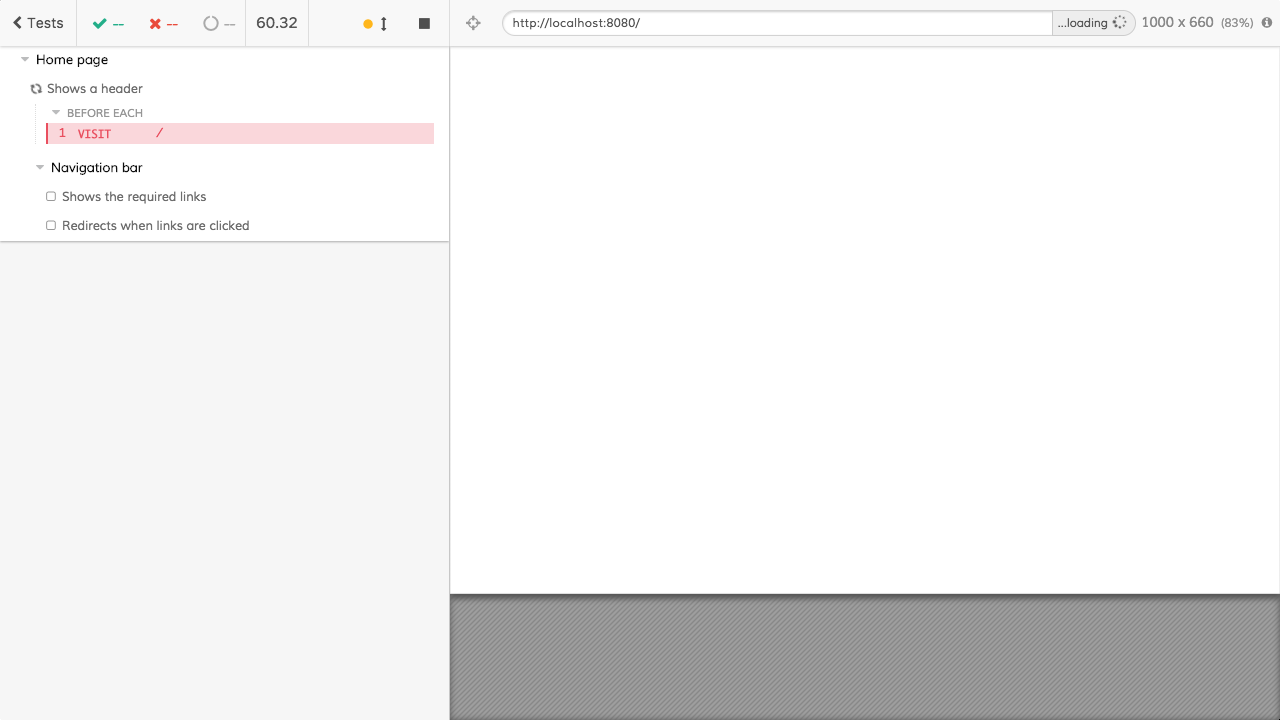 Tests -- -- -- 60.32
http://localhost:8080/ ...loading 1000 x 660 (83%)
Home page
Shows a header
BEFORE EACH
1 VISIT /
Navigation bar
Shows the required links
Redirects when links are clicked